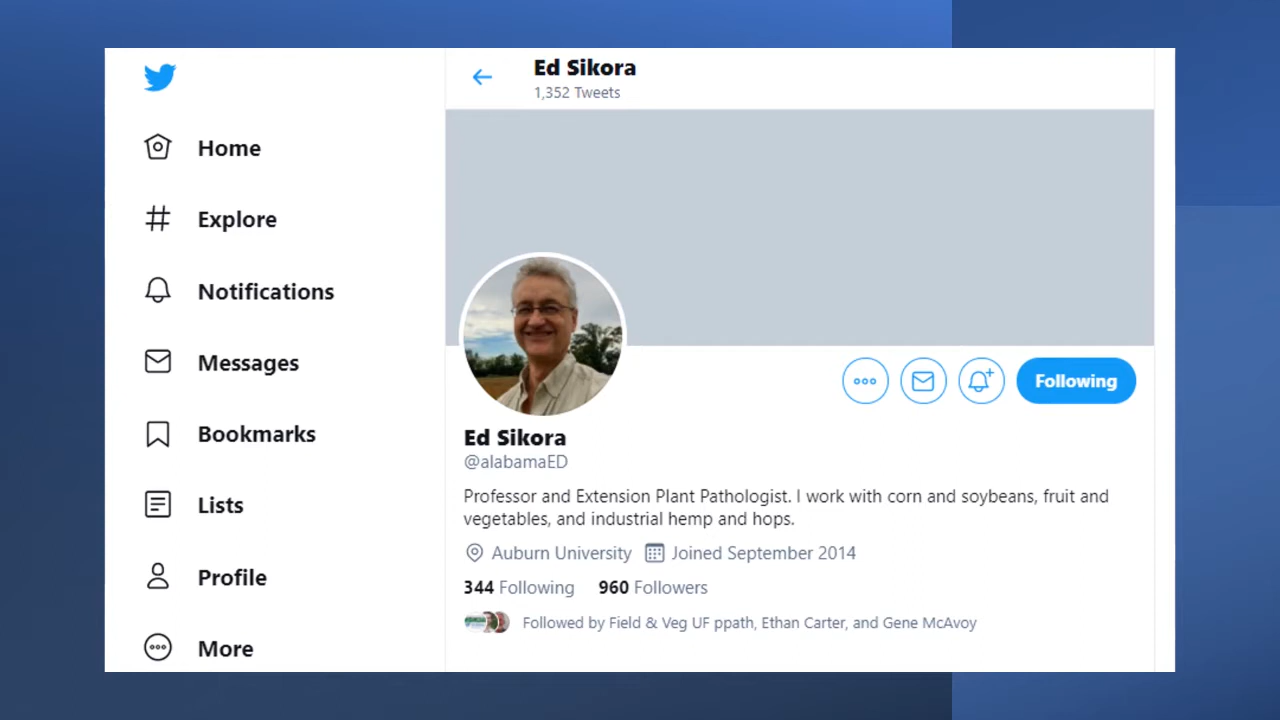 Ed Sikora
1,352 Tweets
Home
Explore
Notifications
Messages
Bookmarks
Lists
Profile
More
Following
Ed Sikora
@alabamaED
Professor and Extension Plant Pathologist. I work with corn and soybeans, fruit and
vegetables, and industrial hemp and hops.
Auburn University Joined September 2014
344 Following 960 Followers
Followed by Field & Veg UF ppath, Ethan Carter, and Gene McAvoy